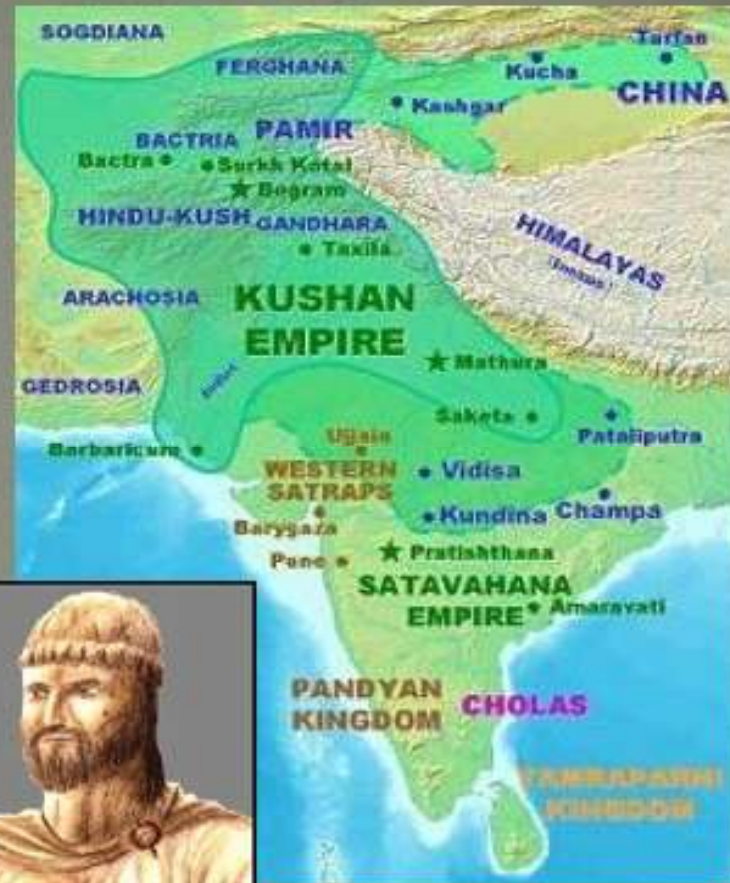 SOGDIANA
Turfan
FERGHANA
Kucha
CHINA
Kashgar
BACTRIA
PAMIR
Bactra
Surkh Kotal
Begram
HINDU-KUSH
GANDHARA
Taxila
HIMALAYAS
ARACHOSIA
KUSHAN
EMPIRE
Mathura
GEDROSIA
Saketa
Pataliputra
Barbaricum
Ujjain
WESTERN
SATRAPS
Vidisa
Barygaza
Kundina
Champa
Pune
Pratishthana
SATAVAHANA
EMPIRE
Amaravati
PANDYAN
KINGDOM
CHOLAS
TAMRAPARNI
KINGDOM